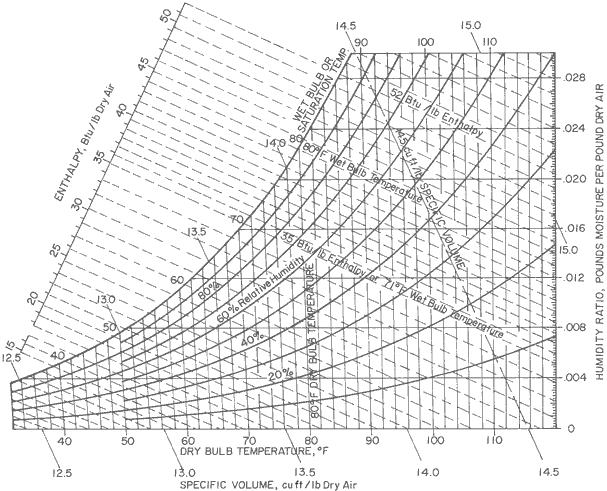 14.5
15.0
50
45
40
35
30
25
20
15
ENTHALPY, Btu/lb Dry Air
WET BULB OR
SATURATION TEMP.
90
100
110
.028
.024
.020
.016
.012
.008
.004
0
HUMIDITY RATIO, POUNDS MOISTURE PER POUND DRY AIR
52 Btu/lb Enthalpy
80
80°F Wet Bulb Temperature
14.5 cuft/lb SPECIFIC VOLUME
14.0
70
13.5
60
80%
60% Relative Humidity
35 Btu/lb Enthalpy or 71°F Wet Bulb Temperature
15.0
13.0
50
40%
20%
80°F DRY BULB TEMPERATURE
12.5
40
40 50 60 70 80 90 100 110
DRY BULB TEMPERATURE, °F
12.5 13.0 13.5 14.0 14.5
SPECIFIC VOLUME, cuft/lb Dry Air